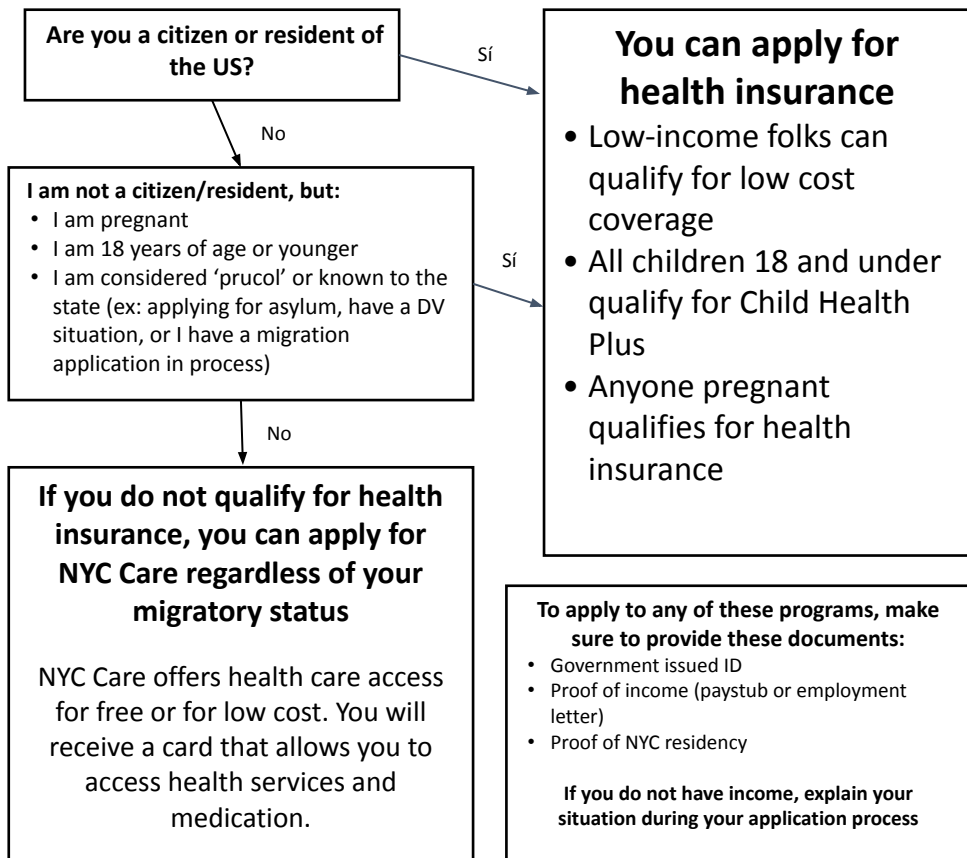 Are you a citizen or resident of
the US?
Sí
No
I am not a citizen/resident, but:
• I am pregnant
• I am 18 years of age or younger
• I am considered ‘prucol’ or known to the
state (ex: applying for asylum, have a DV
situation, or I have a migration
application in process)
Sí
No
You can apply for
health insurance
• Low-income folks can
qualify for low cost
coverage
• All children 18 and under
qualify for Child Health
Plus
• Anyone pregnant
qualifies for health
insurance
If you do not qualify for health
insurance, you can apply for
NYC Care regardless of your
migratory status
NYC Care offers health care access
for free or for low cost. You will
receive a card that allows you to
access health services and
medication.
To apply to any of these programs, make
sure to provide these documents:
• Government issued ID
• Proof of income (paystub or employment
letter)
• Proof of NYC residency
If you do not have income, explain your
situation during your application process